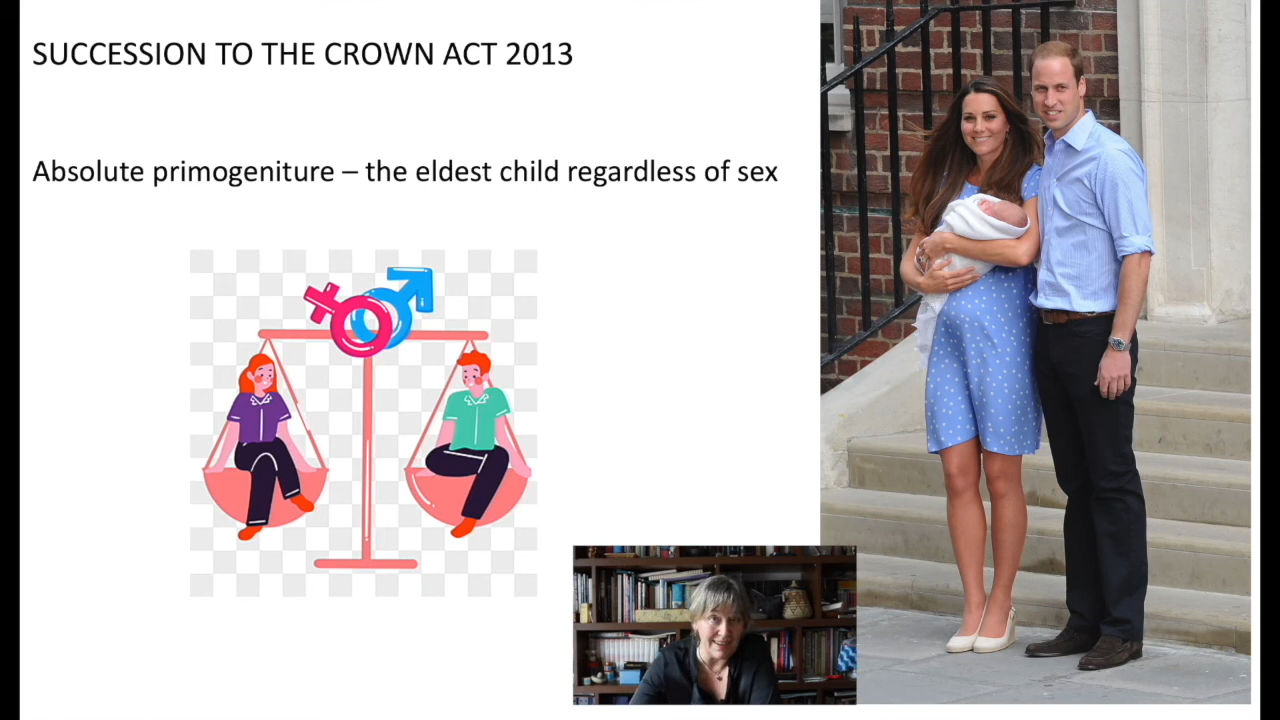 SUCCESSION TO THE CROWN ACT 2013
Absolute primogeniture – the eldest child regardless of sex